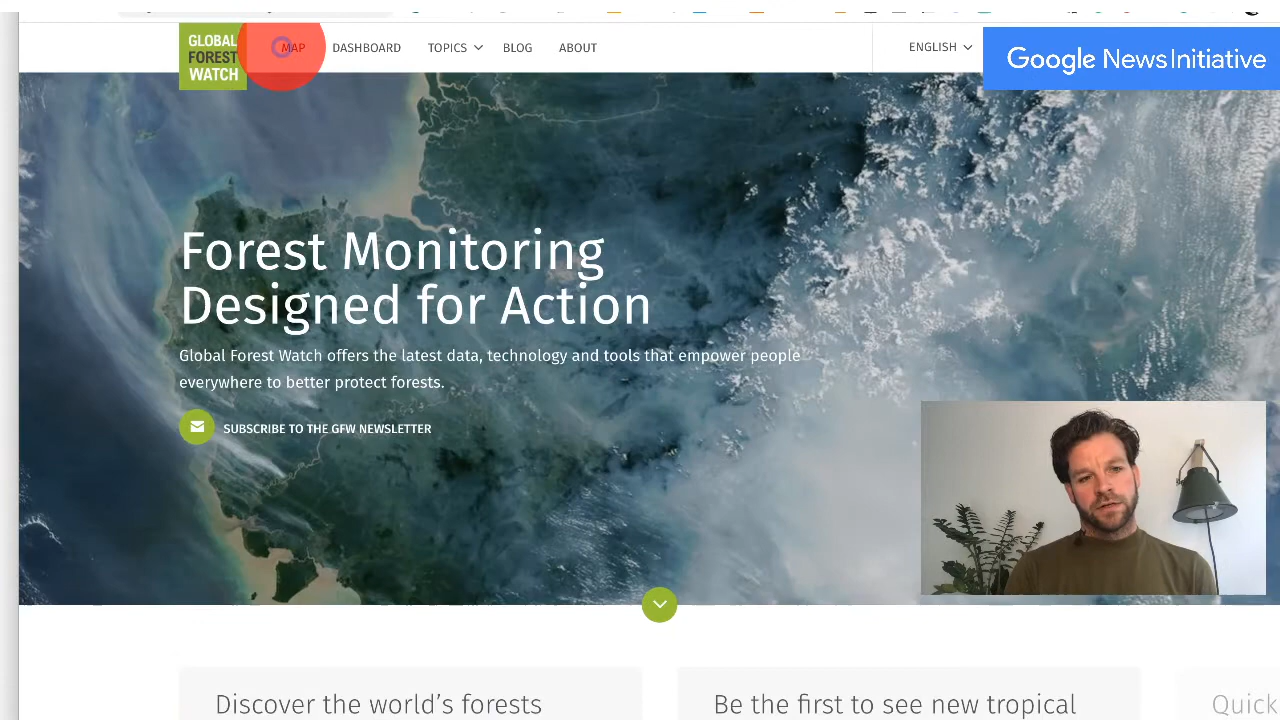 GLOBAL
FOREST
WATCH
MAP
DASHBOARD
TOPICS
BLOG
ABOUT
ENGLISH
Google News Initiative
Forest Monitoring
Designed for Action
Global Forest Watch offers the latest data, technology and tools that empower people
everywhere to better protect forests.
SUBSCRIBE TO THE GFW NEWSLETTER
Discover the world's forests
Be the first to see new tropical
Quick